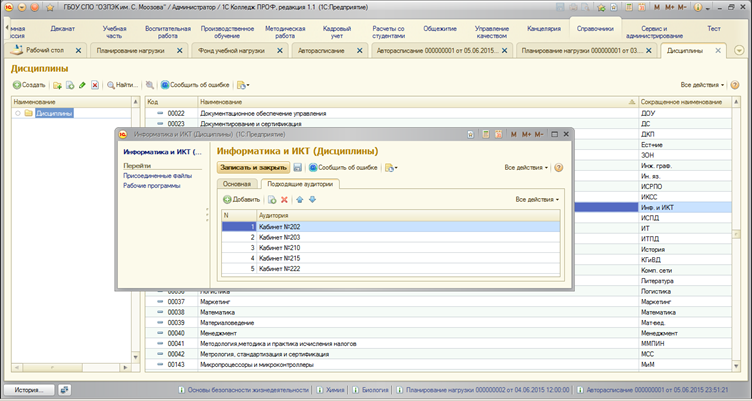 ГБОУ СПО "ОЗПЭК им. С. Моозова" / Администратор / 1С Колледж ПРОФ, редакция 1.1 (1С:Предприятие)
M M+ M-
Деканат Учебная часть Воспитательная работа Производственное обучение Методическая работа Кадровый учет Расчеты со студентами Общежитие Управление качеством Канцелярия Справочники Сервис и администрирование Тест
Рабочий стол Планирование нагрузки Фонд учебной нагрузки Авторасписание Авторасписание 000000001 от 05.06.2015... Планирование нагрузки 000000001 от 03.... Дисциплины
Дисциплины
Создать Найти... Сообщить об ошибке Все действия
Наименование Код Наименование Сокращенное наименование
Дисциплины 00022 Документационное обеспечение управления ДОУ
00023 Документирование и сертификация ДС
ДКП
Ест+ние
ЗОН
Инж. граф.
Ин. яз.
ИСРПО
ИКСС
Инф. и ИКТ
ИСПД
ИТ
ИТПД
История
КГиВД
Комп. сети
Литература
Информатика и ИКТ (Дисциплины) (1С:Предприятие)
M M+ M-
Информатика и ИКТ (...
Перейти
Присоединенные файлы
Рабочие программы
Информатика и ИКТ (Дисциплины)
Записать и закрыть Сообщить об ошибке Все действия
Основная Подходящие аудитории
Добавить Все действия
N Аудитория
1 Кабинет №202
2 Кабинет №203
3 Кабинет №210
4 Кабинет №215
5 Кабинет №222
00036 Логистика Логистика
00037 Маркетинг Маркетинг
00038 Математика Математика
00039 Материаловедение Мат-вед.
00040 Менеджмент Менеджмент
00041 Методология,методика и практика исчисления налогов ММПИН
00042 Метрология, стандартизация и сертификация МСС
00143 Микропроцессоры и микроконтроллеры МиМ
История... Основы безопасности жизнедеятельности Химия Биология Планирование нагрузки 000000002 от 04.06.2015 12:00:00 Авторасписание 000000001 от 05.06.2015 23:51:21